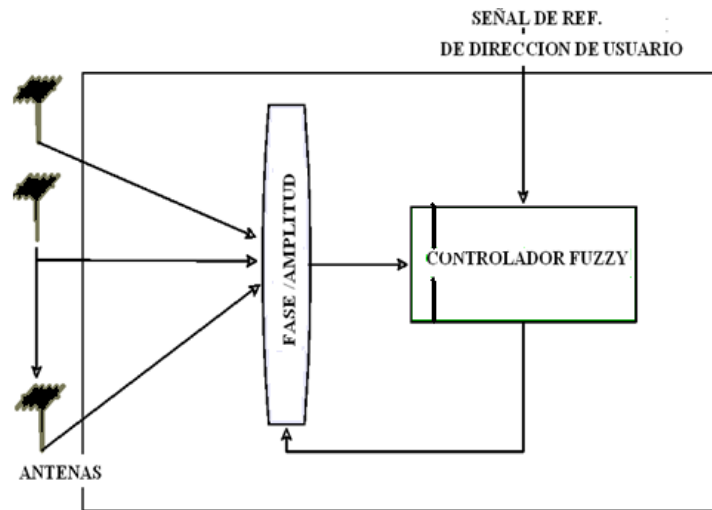 SEÑAL DE REF.
DE DIRECCION DE USUARIO
FASE /AMPLITUD
CONTROLADOR FUZZY
ANTENAS